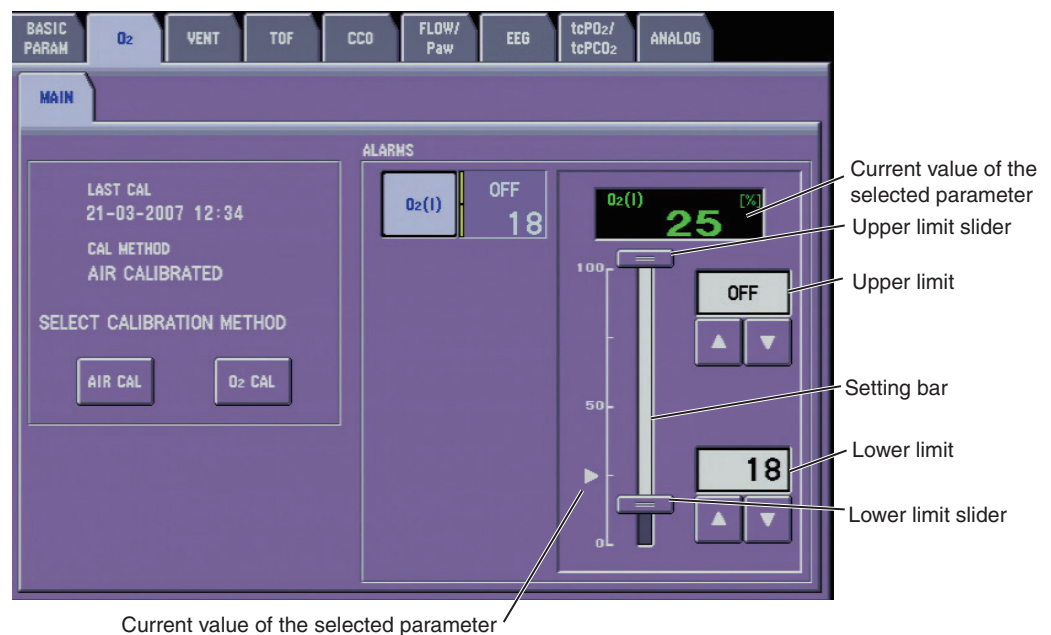 BASIC
PARAM
O2
VENT
TOF
CCO
FLOW/
Paw
EEG
tcPO2/
tcPCO2
ANALOG
MAIN
LAST CAL
21-03-2007 12:34
CAL METHOD
AIR CALIBRATED
SELECT CALIBRATION METHOD
AIR CAL
O2 CAL
ALARMS
O2(I)
OFF
18
O2(I)
[%]
25
100
50
0
OFF
18
Current value of the
selected parameter
Upper limit slider
Upper limit
Setting bar
Lower limit
Lower limit slider
Current value of the selected parameter